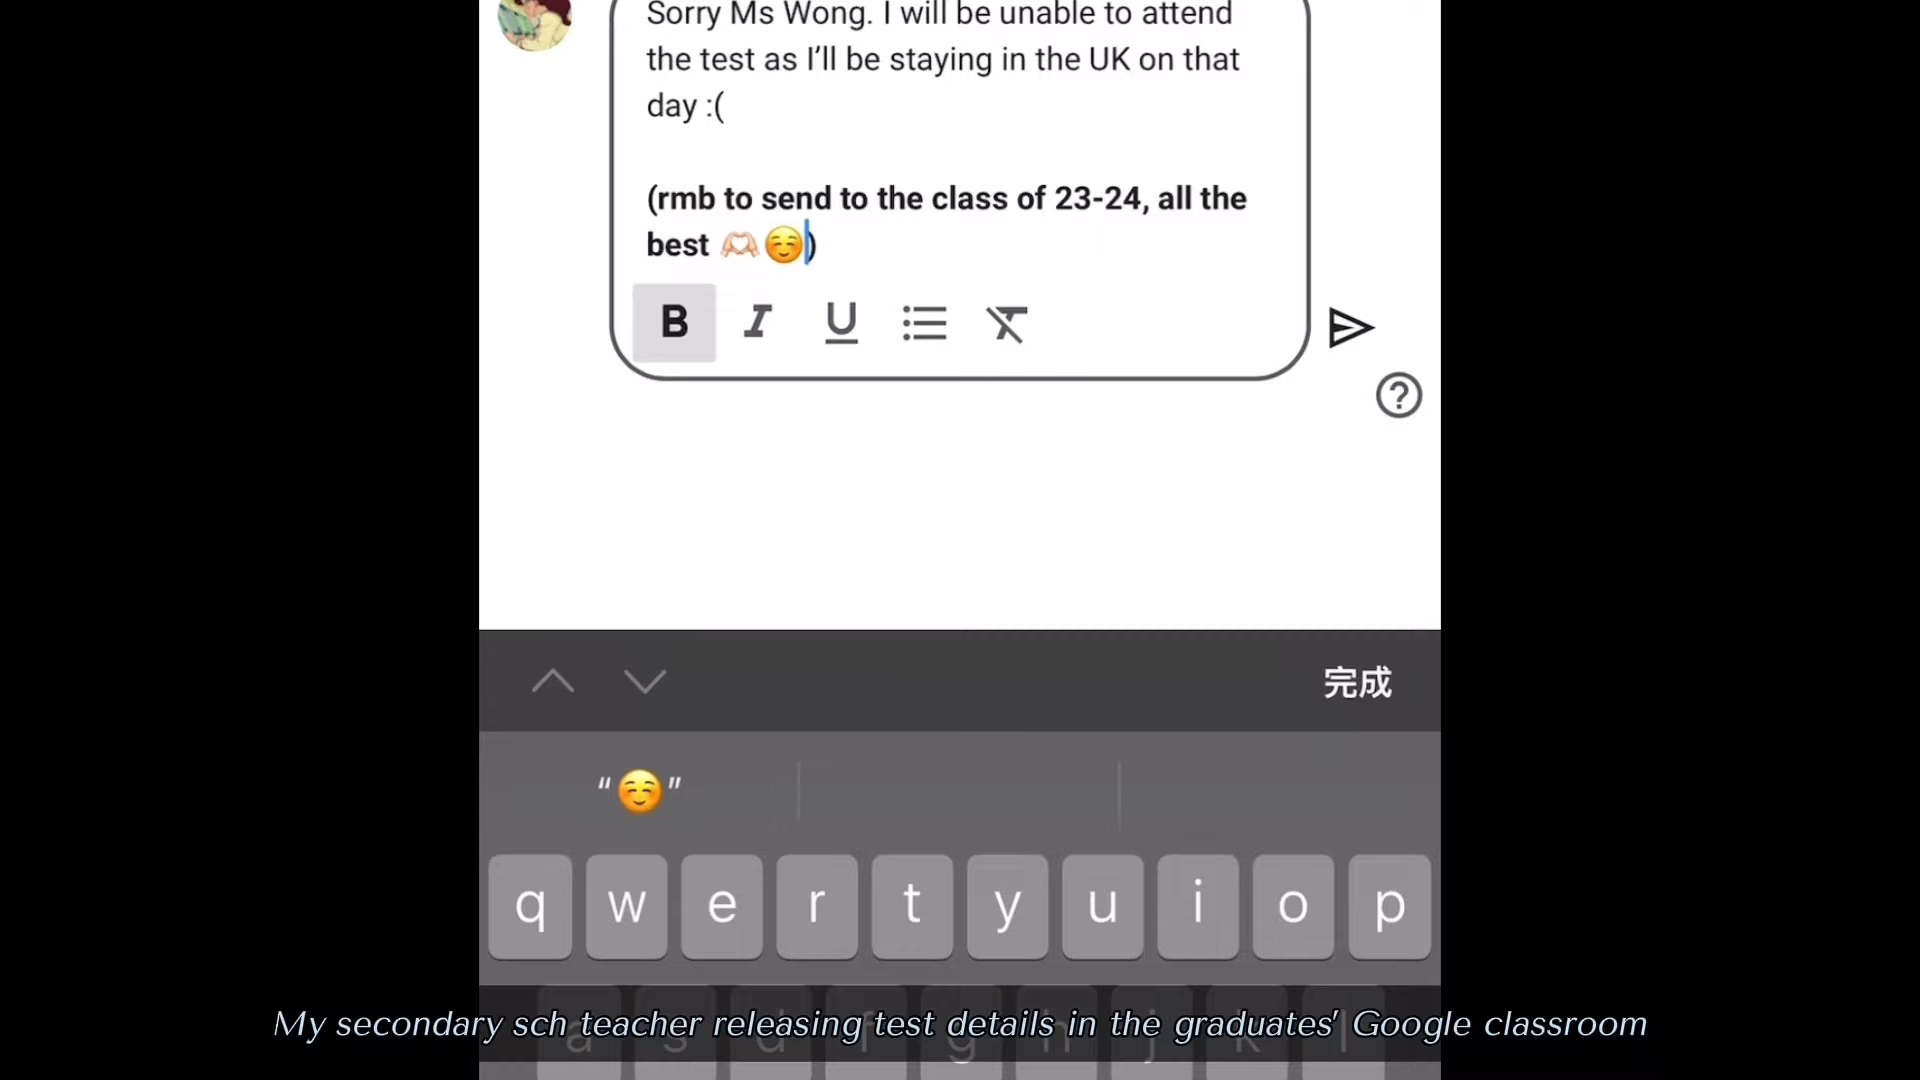 Sorry Ms Wong. I will be unable to attend
the test as I’ll be staying in the UK on that
day :(
(rmb to send to the class of 23-24, all the
best 🫶🏻☺️)
B I U
完成
“☺️”
q w e r t y u i o p
a s d f g h j k l
My secondary sch teacher releasing test details in the graduates' Google classroom